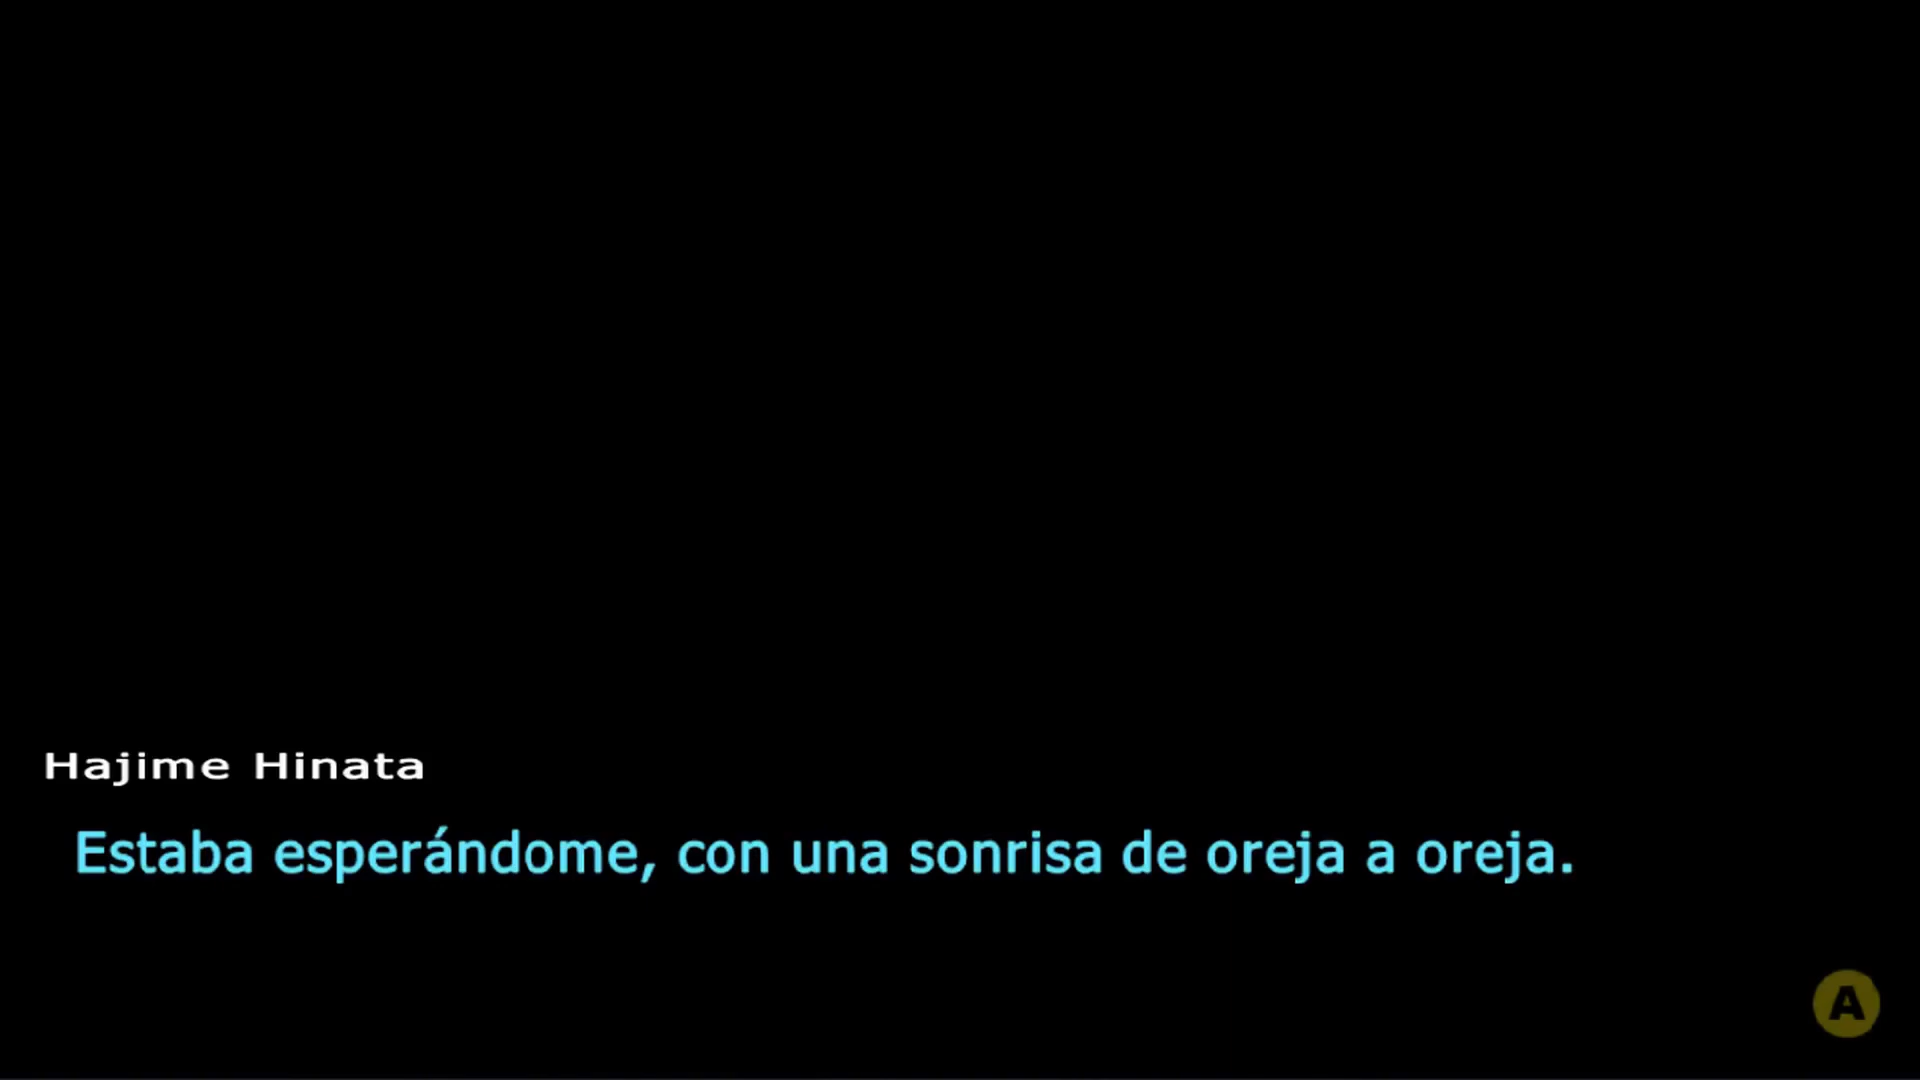 Hajime Hinata
Estaba esperándome, con una sonrisa de oreja a oreja.
A